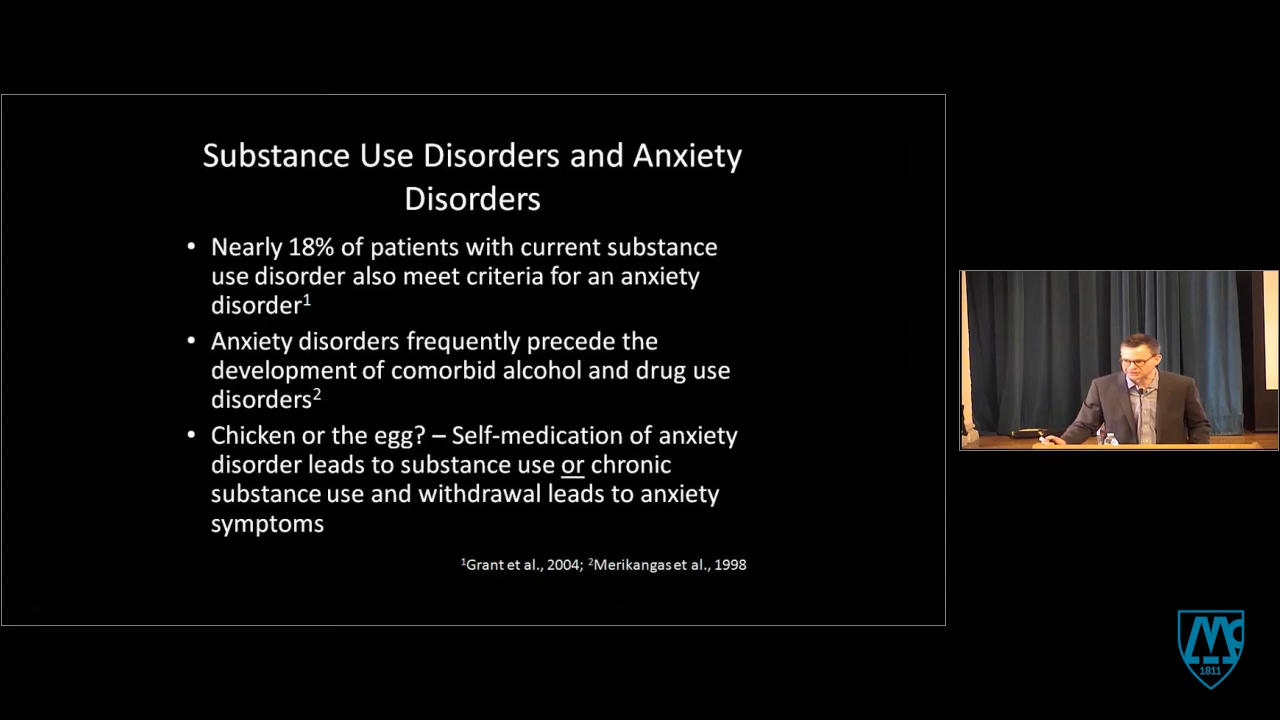 Substance Use Disorders and Anxiety
Disorders
• Nearly 18% of patients with current substance
use disorder also meet criteria for an anxiety
disorder¹
• Anxiety disorders frequently precede the
development of comorbid alcohol and drug use
disorders²
• Chicken or the egg? – Self-medication of anxiety
disorder leads to substance use or chronic
substance use and withdrawal leads to anxiety
symptoms
¹Grant et al., 2004; ²Merikangas et al., 1998
Mc
1811